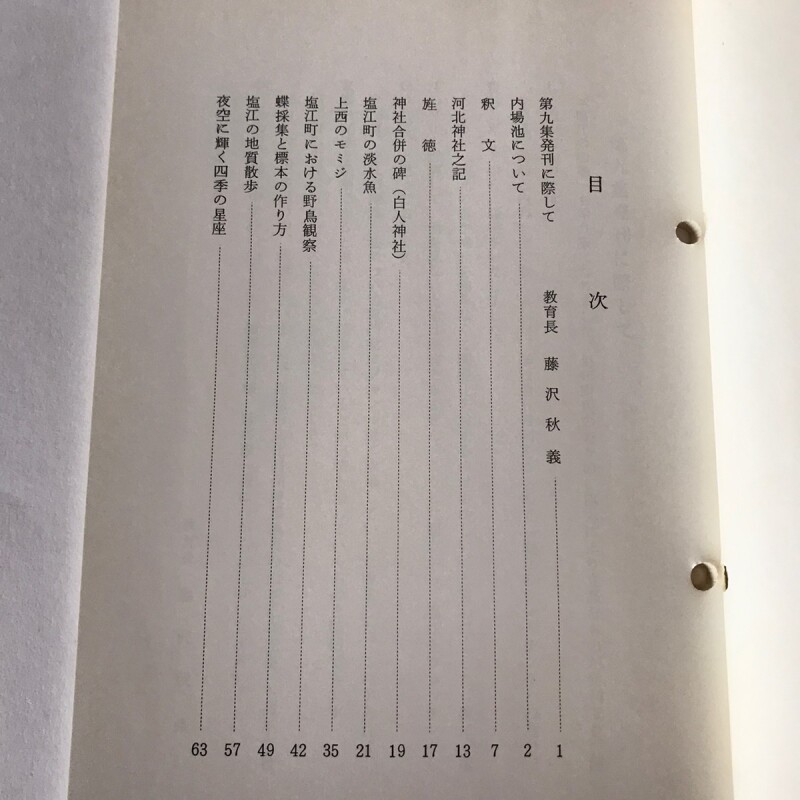 目次
第九集発刊に際して 教育長 藤沢秋義 1
内場池について 2
釈文 7
河北神社之記 13
旌徳 17
神社合併の碑(白人神社) 19
塩江町の淡水魚 21
上西のモミジ 35
塩江町における野鳥観察 42
蝶採集と標本の作り方 49
塩江の地質散歩 57
夜空に輝く四季の星座 63